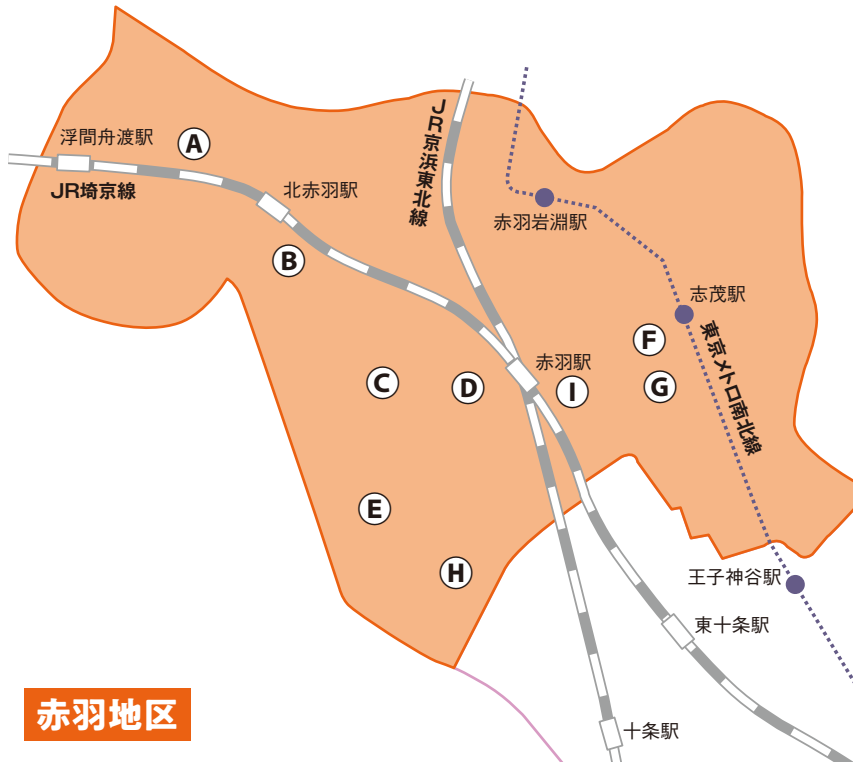 浮間舟渡駅
A
JR埼京線
北赤羽駅
B
JR京浜東北線
赤羽岩淵駅
志茂駅
東京メトロ南北線
F
赤羽駅
C
D
I
G
E
H
王子神谷駅
東十条駅
十条駅
赤羽地区